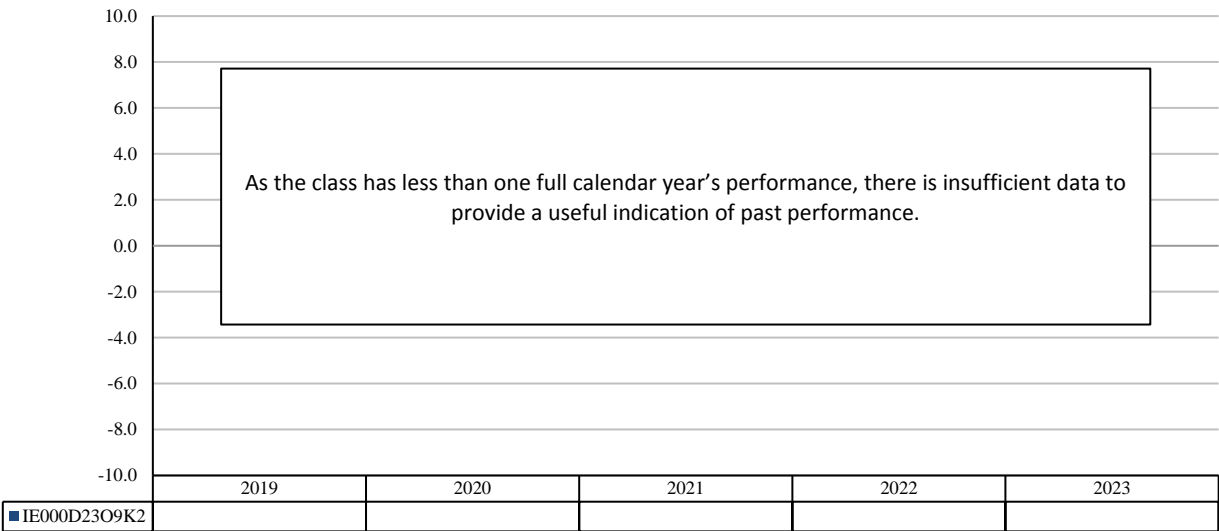 10.0
8.0
6.0
4.0
2.0
0.0
-2.0
-4.0
-6.0
-8.0
-10.0
As the class has less than one full calendar year’s performance, there is insufficient data to
provide a useful indication of past performance.
2019 2020 2021 2022 2023
IE000D23O9K2